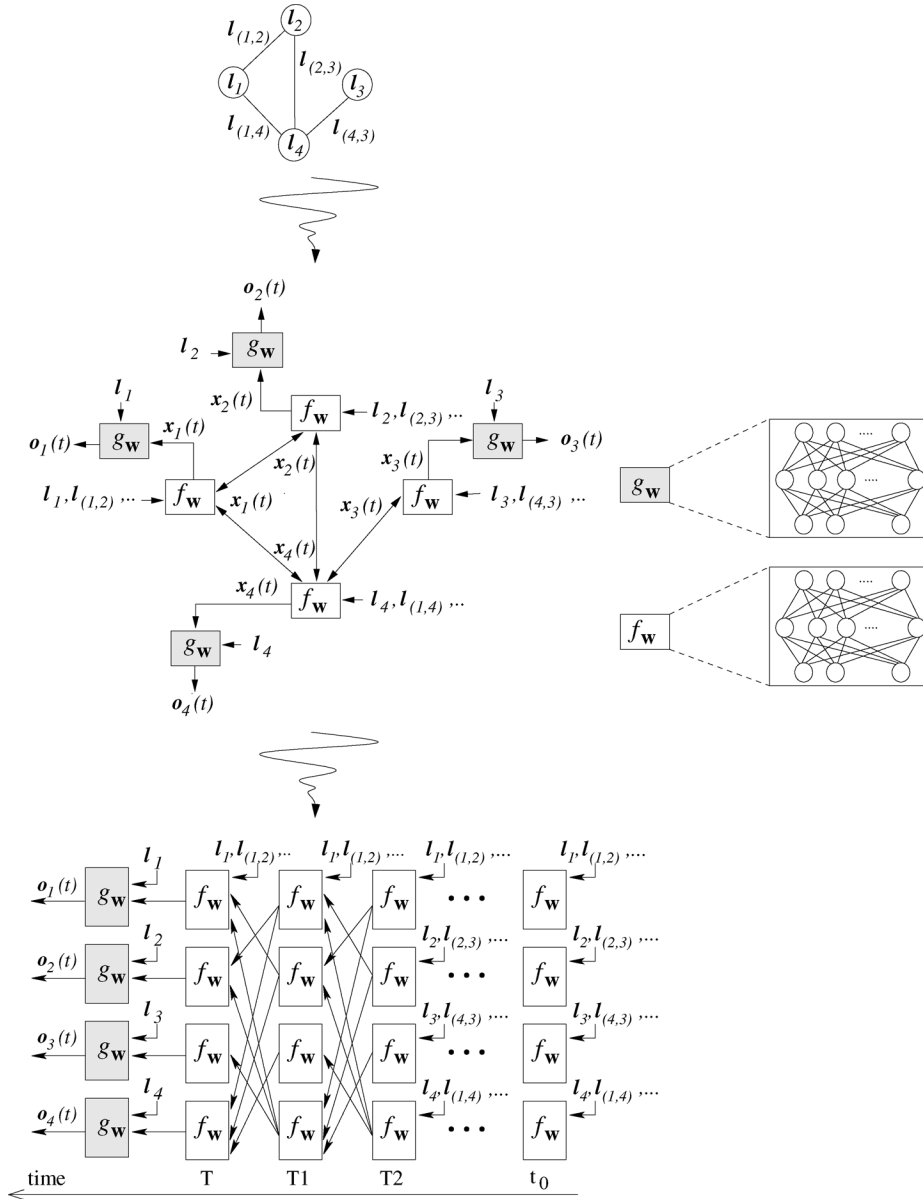 l(1,2)
l2
l(2,3)
l1
l3
l(1,4)
l4
l(4,3)
o2(t)
l2
gw
l1
x2(t)
l3
o1(t)
gw
x1(t)
fw
l2, l(2,3) ,..
gw
o3(t)
x2(t)
x3(t)
l1, l(1,2) ,..
fw
x1(t)
x3(t)
fw
l3, l(4,3) ,..
gw
....
....
x4(t)
x4(t)
fw
l4, l(1,4) ,..
gw
l4
o4(t)
fw
....
....
l1, l(1,2) ,..
l1, l(1,2) ,...
l1, l(1,2) ,...
l1, l(1,2) ,...
o1(t)
l1
gw
fw
fw
fw
• • •
fw
l2, l(2,3) ,...
l2, l(2,3) ,...
o2(t)
l2
gw
fw
fw
fw
• • •
fw
l3, l(4,3) ,...
l3, l(4,3) ,...
o3(t)
l3
gw
fw
fw
fw
• • •
fw
l4, l(1,4) ,...
l4, l(1,4) ,...
o4(t)
l4
gw
fw
fw
fw
• • •
fw
time
T
T1
T2
t0